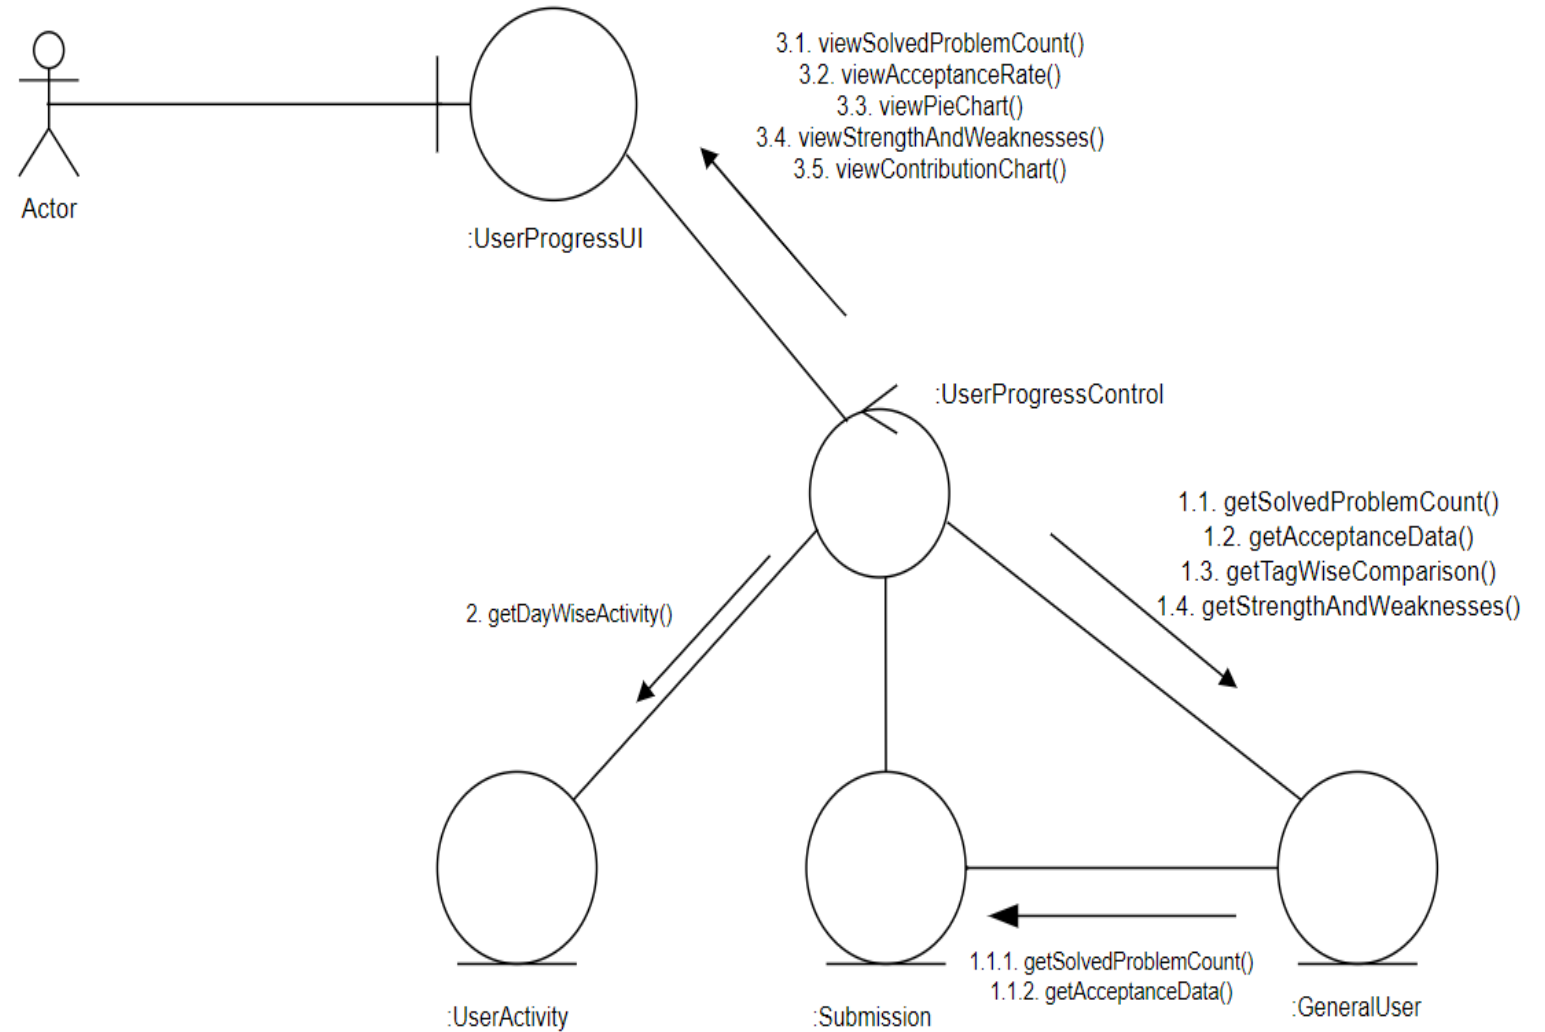 3.1. viewSolvedProblemCount()
3.2. viewAcceptanceRate()
3.3. viewPieChart()
3.4. viewStrengthAndWeaknesses()
3.5. viewContributionChart()
Actor
:UserProgressUI
:UserProgressControl
1.1. getSolvedProblemCount()
1.2. getAcceptanceData()
1.3. getTagWiseComparison()
1.4. getStrengthAndWeaknesses()
2. getDayWiseActivity()
1.1.1. getSolvedProblemCount()
1.1.2. getAcceptanceData()
:UserActivity
:Submission
:GeneralUser